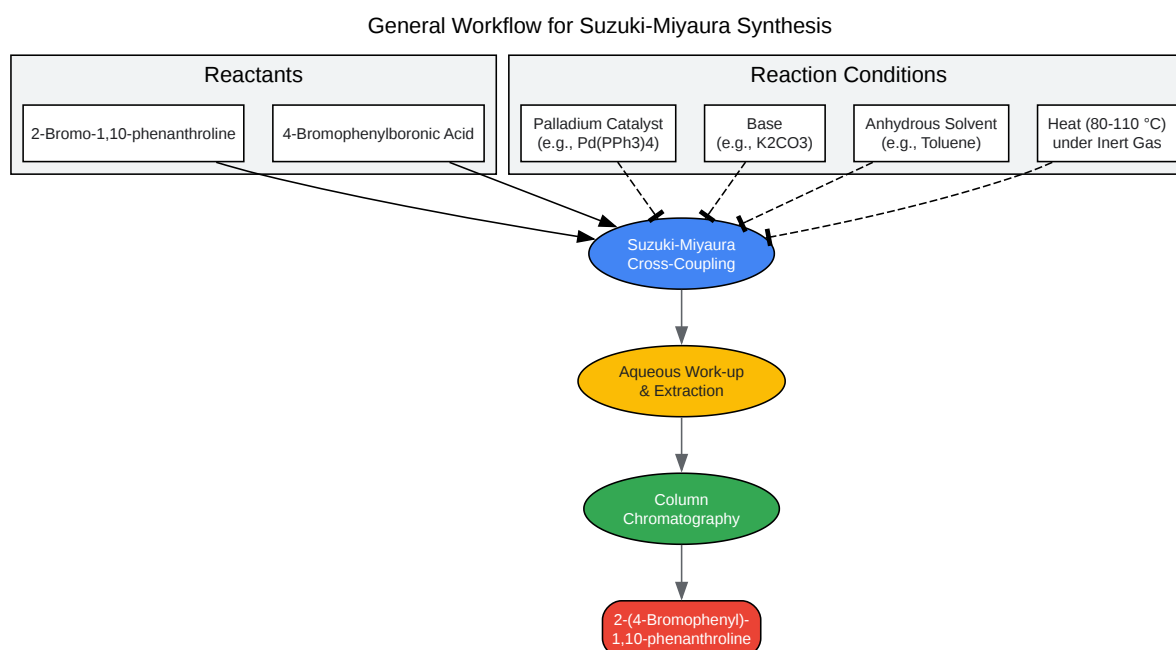 General Workflow for Suzuki-Miyaura Synthesis
Reactants
Reaction Conditions
2-Bromo-1,10-phenanthroline
4-Bromophenylboronic Acid
Palladium Catalyst
(e.g., Pd(PPh3)4)
Base
(e.g., K2CO3)
Anhydrous Solvent
(e.g., Toluene)
Heat (80-110 °C)
under Inert Gas
Suzuki-Miyaura
Cross-Coupling
Aqueous Work-up
& Extraction
Column
Chromatography
2-(4-Bromophenyl)-
1,10-phenanthroline